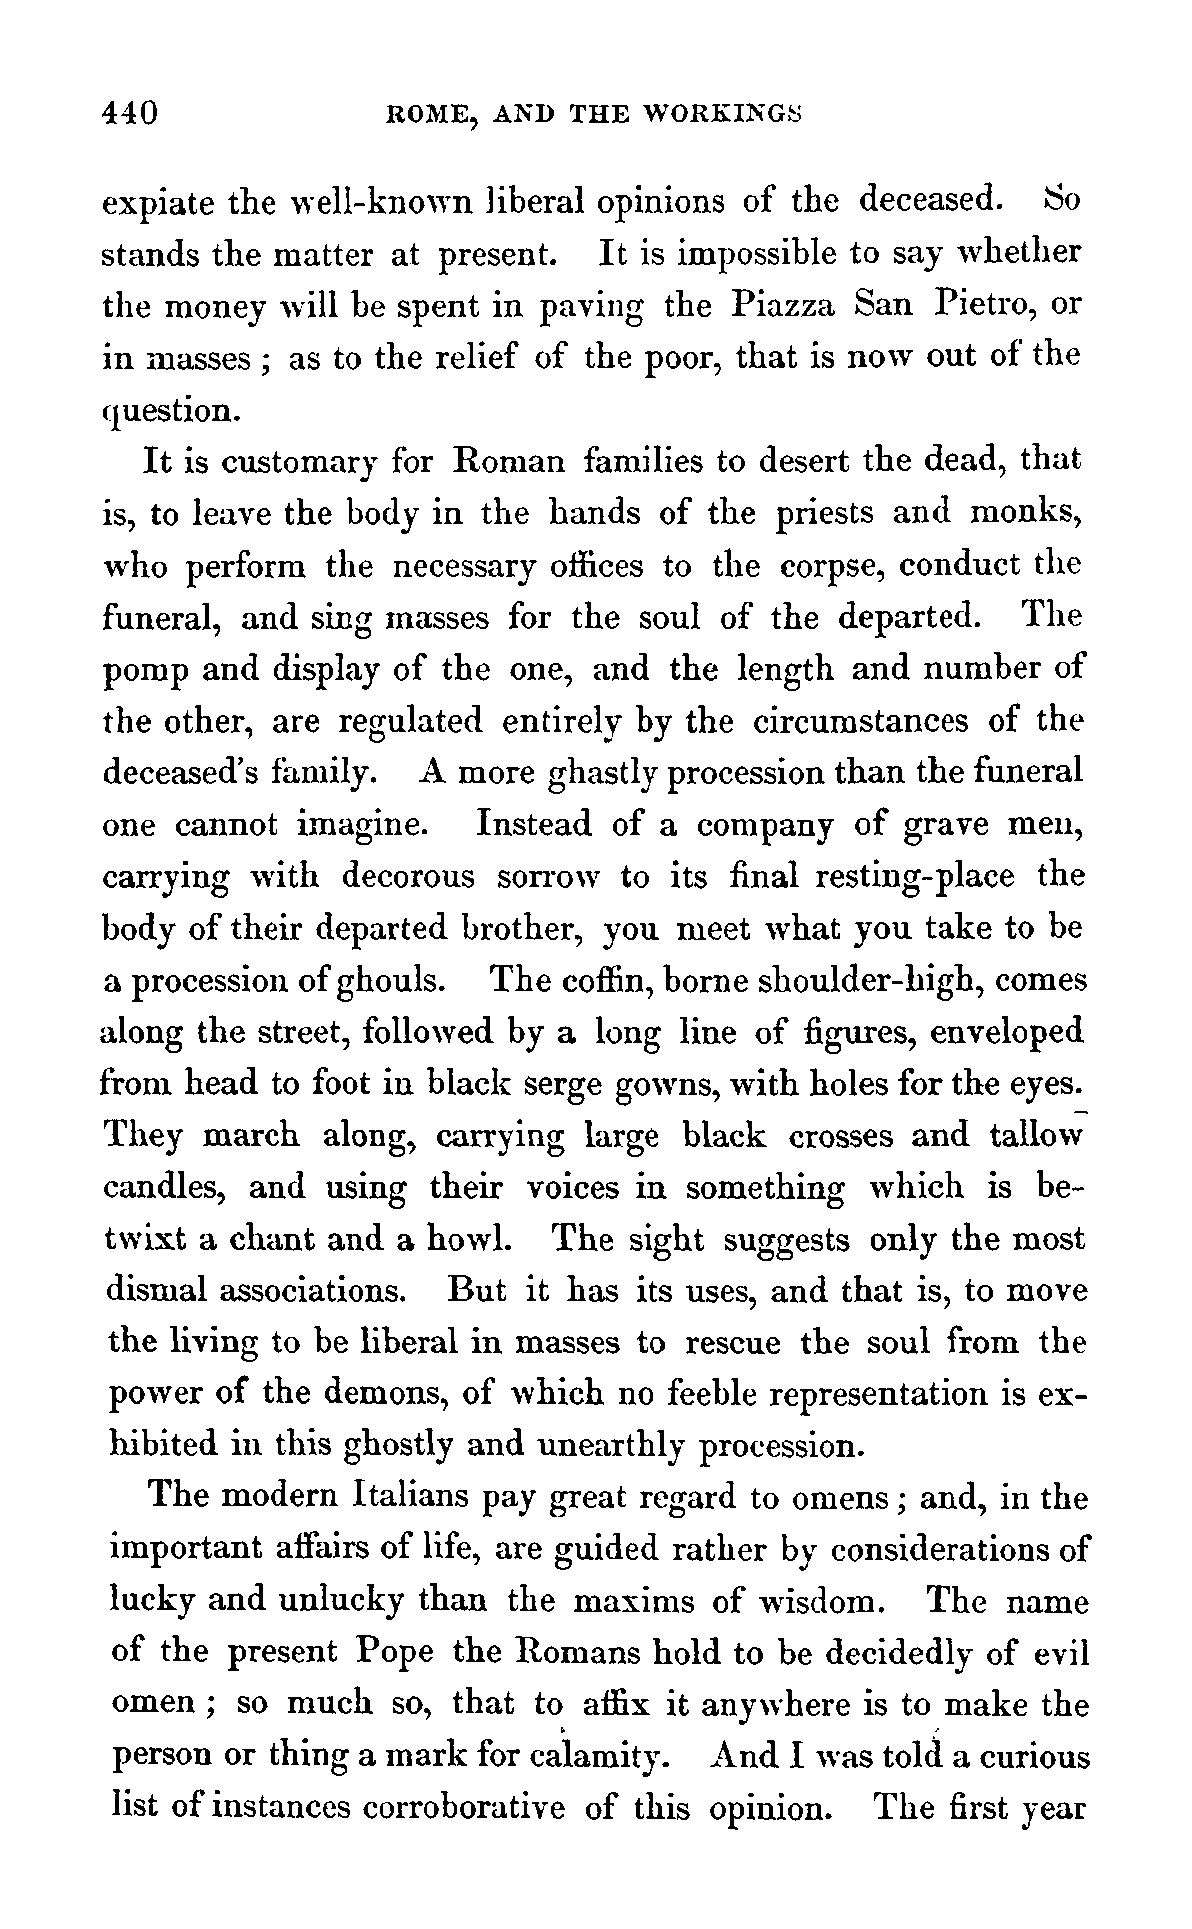 440 ROME, AND THE WORKINGS
expiate the well-known liberal opinions of the deceased. So
stands the matter at present. It is impossible to say whether
the money will be spent in paving the Piazza San Pietro, or
in masses ; as to the relief of the poor, that is now out of the
question.
It is customary for Roman families to desert the dead, that
is, to leave the body in the hands of the priests and monks,
who perform the necessary offices to the corpse, conduct the
funeral, and sing masses for the soul of the departed. The
pomp and display of the one, and the length and number of
the other, are regulated entirely by the circumstances of the
deceased's family. A more ghastly procession than the funeral
one cannot imagine. Instead of a company of grave men,
carrying with decorous sorrow to its final resting-place the
body of their departed brother, you meet what you take to be
a procession of ghouls. The coffin, borne shoulder-high, comes
along the street, followed by a long line of figures, enveloped
from head to foot in black serge gowns, with holes for the eyes.
They march along, carrying large black crosses and tallow
candles, and using their voices in something which is be-
twixt a chant and a howl. The sight suggests only the most
dismal associations. But it has its uses, and that is, to move
the living to be liberal in masses to rescue the soul from the
power of the demons, of which no feeble representation is ex-
hibited in this ghostly and unearthly procession.
The modern Italians pay great regard to omens ; and, in the
important affairs of life, are guided rather by considerations of
lucky and unlucky than the maxims of wisdom. The name
of the present Pope the Romans hold to be decidedly of evil
omen ; so much so, that to affix it anywhere is to make the
person or thing a mark for calamity. And I was told a curious
list of instances corroborative of this opinion. The first year